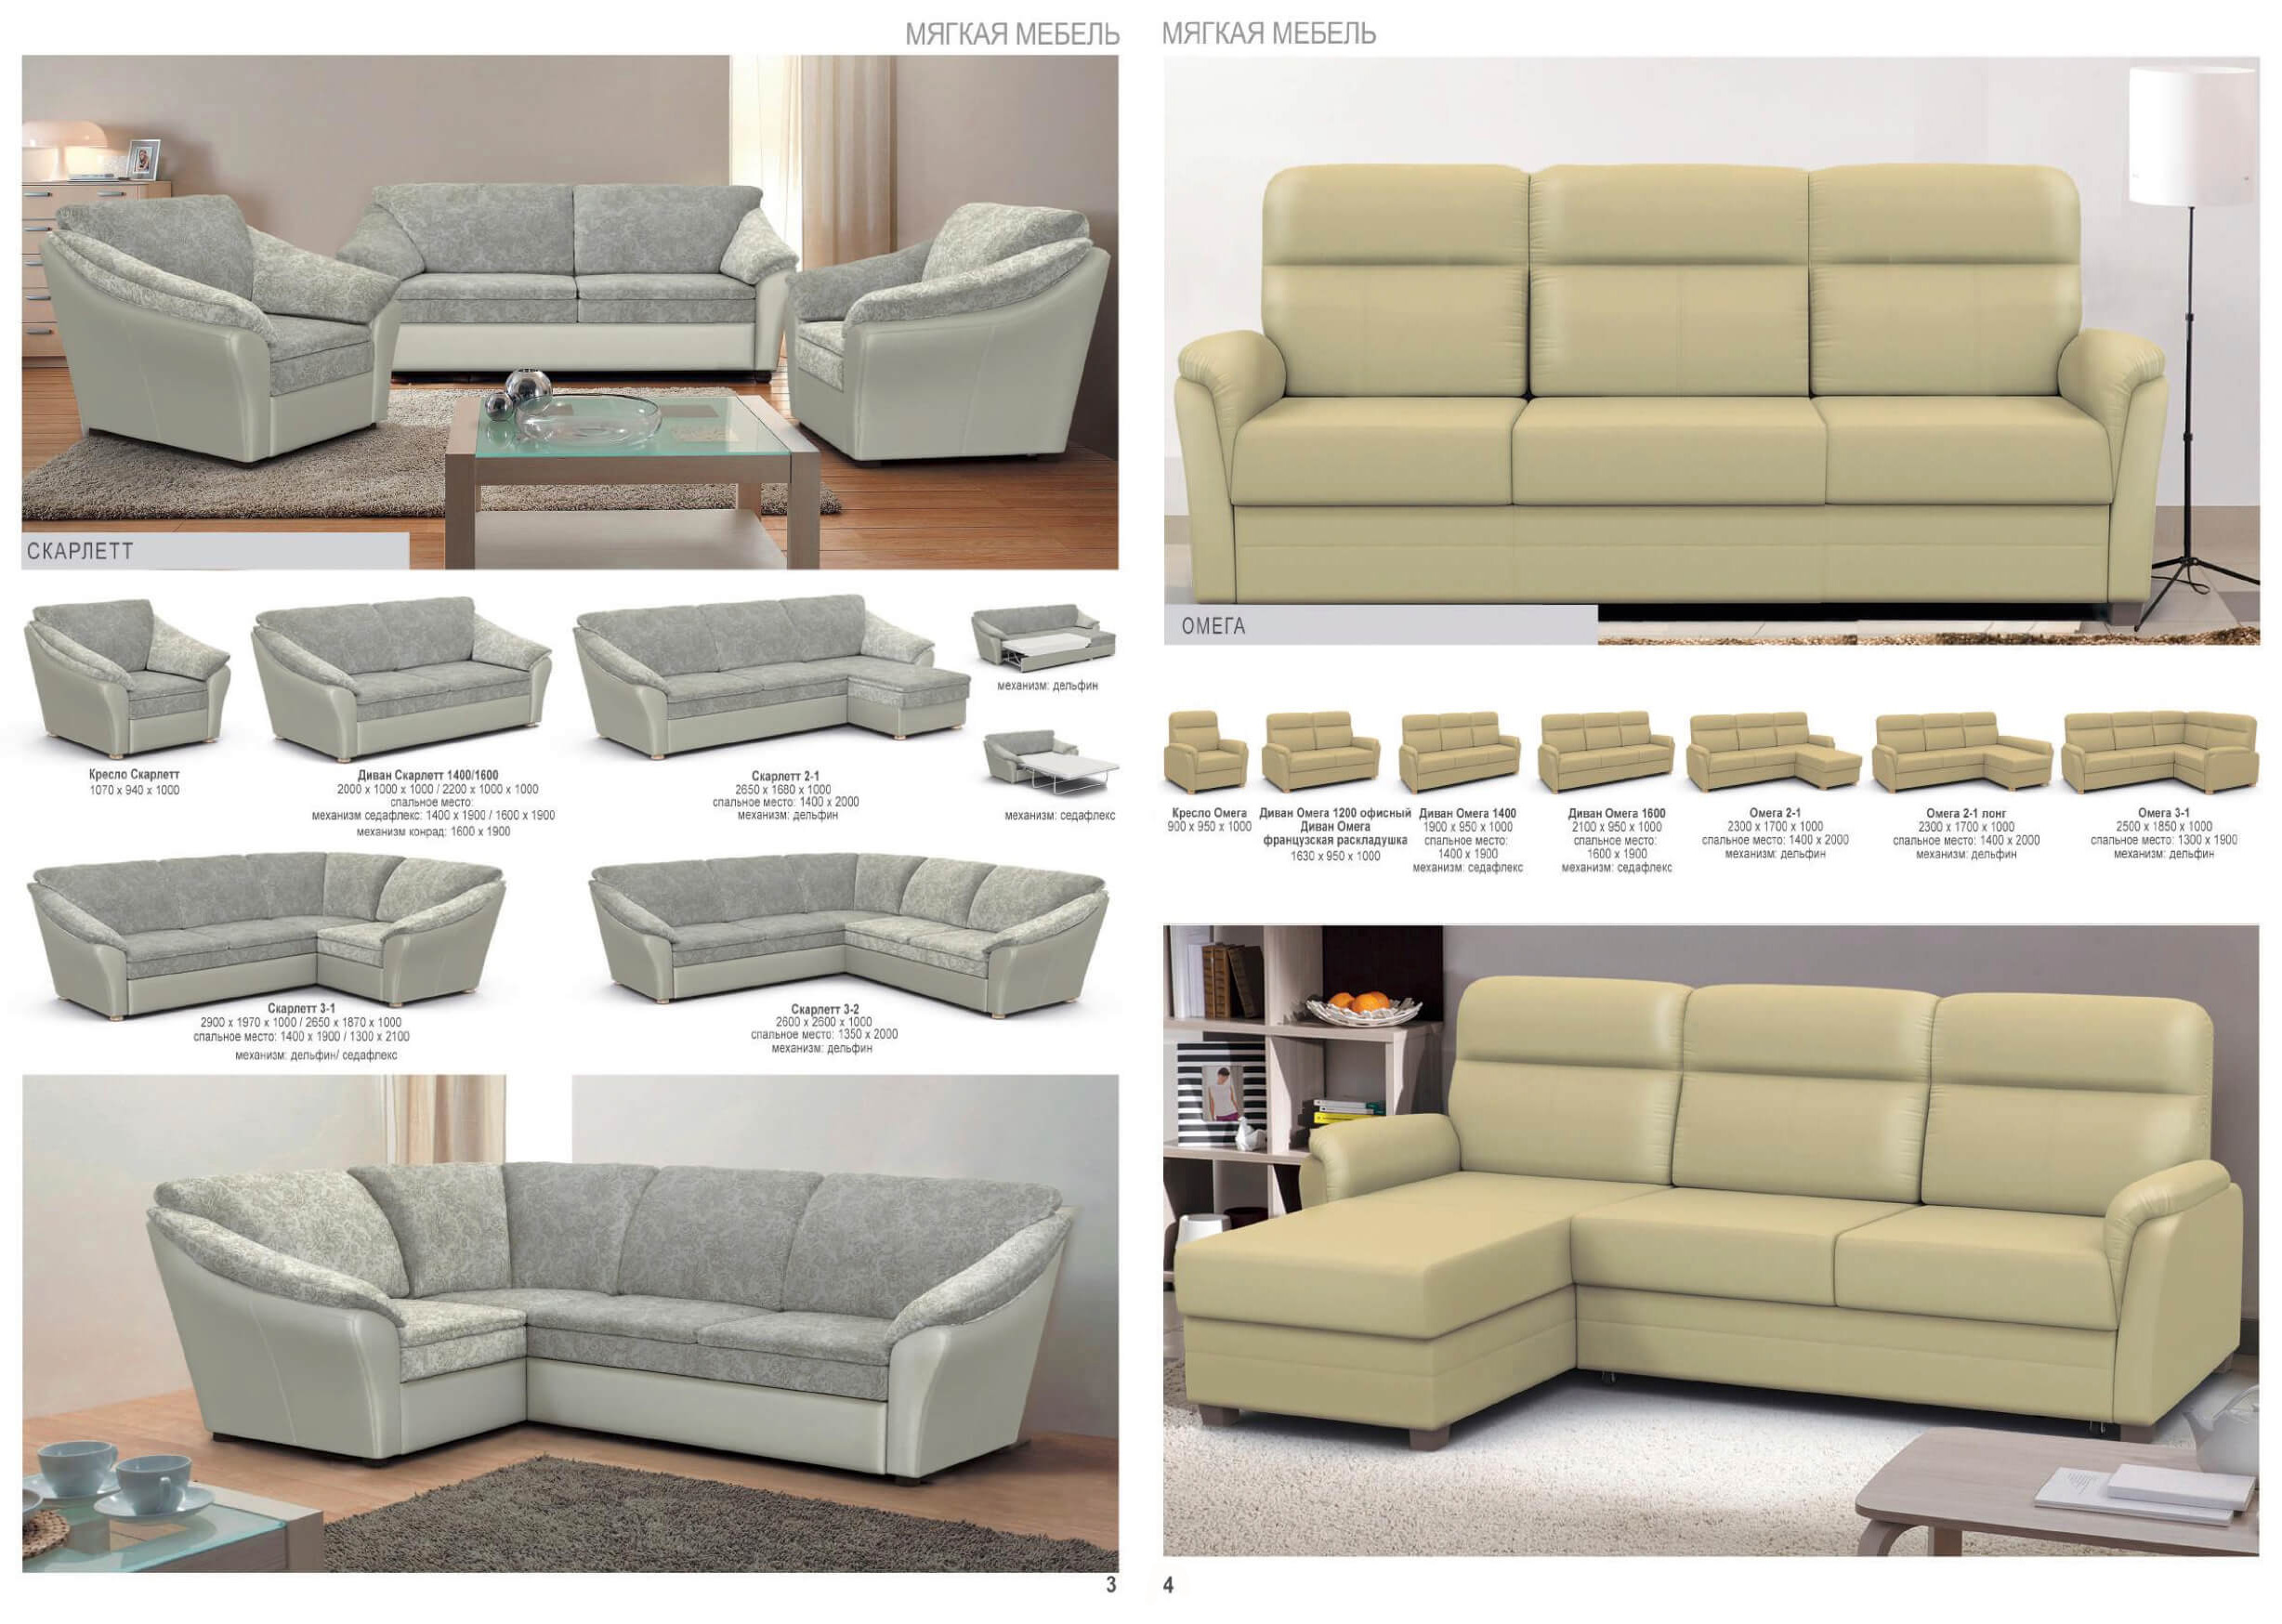 МЯГКАЯ МЕБЕЛЬ
СКАРЛЕТТ
механизм: дельфин
механизм: седафлекс
Кресло Скарлетт
1070 x 940 x 1000
Диван Скарлетт 1400/1600
2000 x 1000 x 1000 / 2200 x 1000 x 1000
спальное место:
механизм седафлекс: 1400 x 1900 / 1600 x 1900
механизм конрад: 1600 x 1900
Скарлетт 2-1
2650 x 1680 x 1000
спальное место: 1400 x 2000
механизм: дельфин
Скарлетт 3-1
2900 x 1970 x 1000 / 2650 x 1870 x 1000
спальное место: 1400 x 1900 / 1300 x 2100
механизм: дельфин/ седафлекс
Скарлетт 3-2
2600 x 2600 x 1000
спальное место: 1350 x 2000
механизм: дельфин
3
МЯГКАЯ МЕБЕЛЬ
ОМЕГА
Кресло Омега
900 x 950 x 1000
Диван Омега 1200 офисный
Диван Омега
французская раскладушка
1630 x 950 x 1000
Диван Омега 1400
1900 x 950 x 1000
спальное место:
1400 x 1900
механизм: седафлекс
Диван Омега 1600
2100 x 950 x 1000
спальное место:
1600 x 1900
механизм: седафлекс
Омега 2-1
2300 x 1700 x 1000
спальное место: 1400 x 2000
механизм: дельфин
Омега 2-1 лонг
2300 x 1700 x 1000
спальное место: 1400 x 2000
механизм: дельфин
Омега 3-1
2500 x 1850 x 1000
спальное место: 1300 x 1900
механизм: дельфин
4